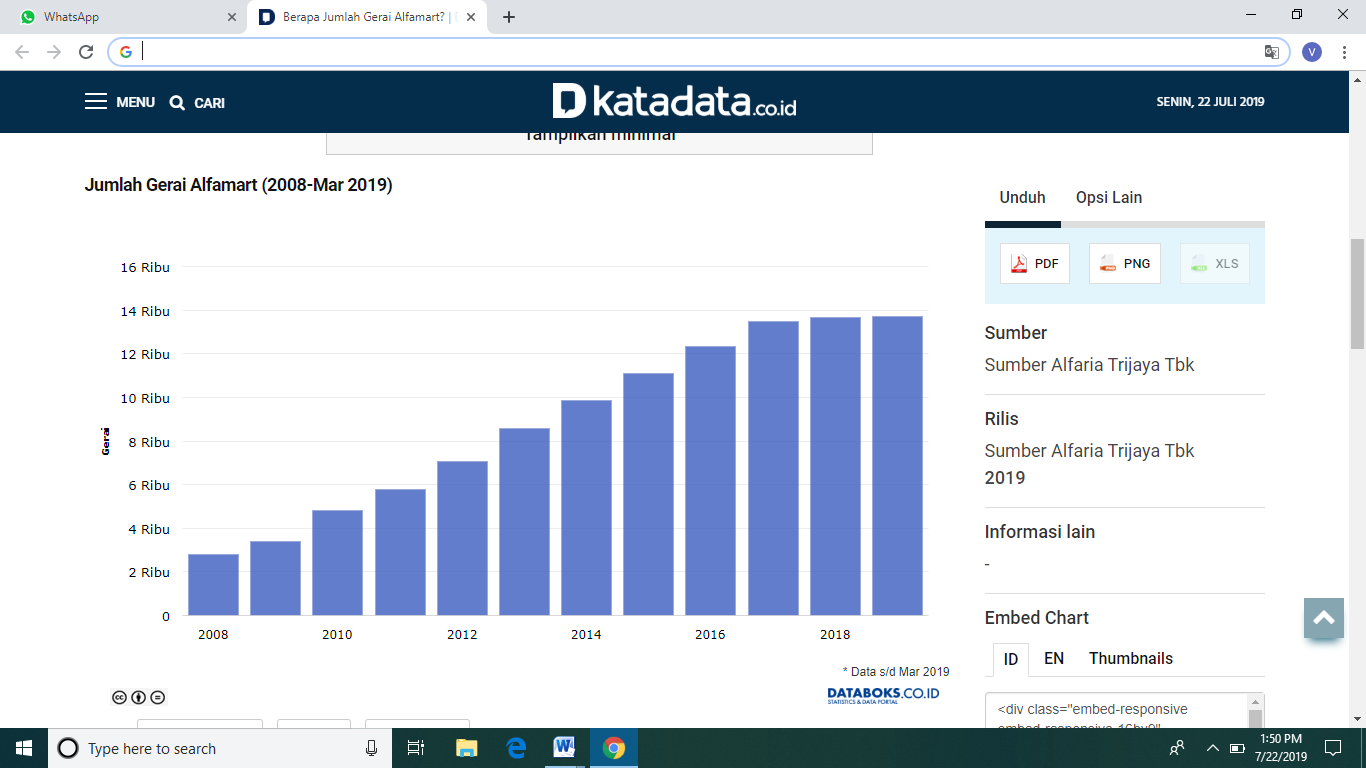 WhatsApp
Berapa Jumlah Gerai Alfamart? |
V
MENU
CARI
katadata.co.id
SENIN, 22 JULI 2019
Tampilkan minimal
Jumlah Gerai Alfamart (2008-Mar 2019)
16 Ribu
14 Ribu
12 Ribu
10 Ribu
8 Ribu
6 Ribu
4 Ribu
2 Ribu
0
Gerai
2008
2010
2012
2014
2016
2018
* Data s/d Mar 2019
DATABOKS.CO.ID
STATISTICS & DATA PORTAL
cc
Unduh
Opsi Lain
PDF
PNG
XLS
Sumber
Sumber Alfaria Trijaya Tbk
Rilis
Sumber Alfaria Trijaya Tbk
2019
Informasi lain
-
Embed Chart
ID
EN
Thumbnails
<div class="embed-responsive
embed-responsive-16by9"
Type here to search
1:50 PM
7/22/2019